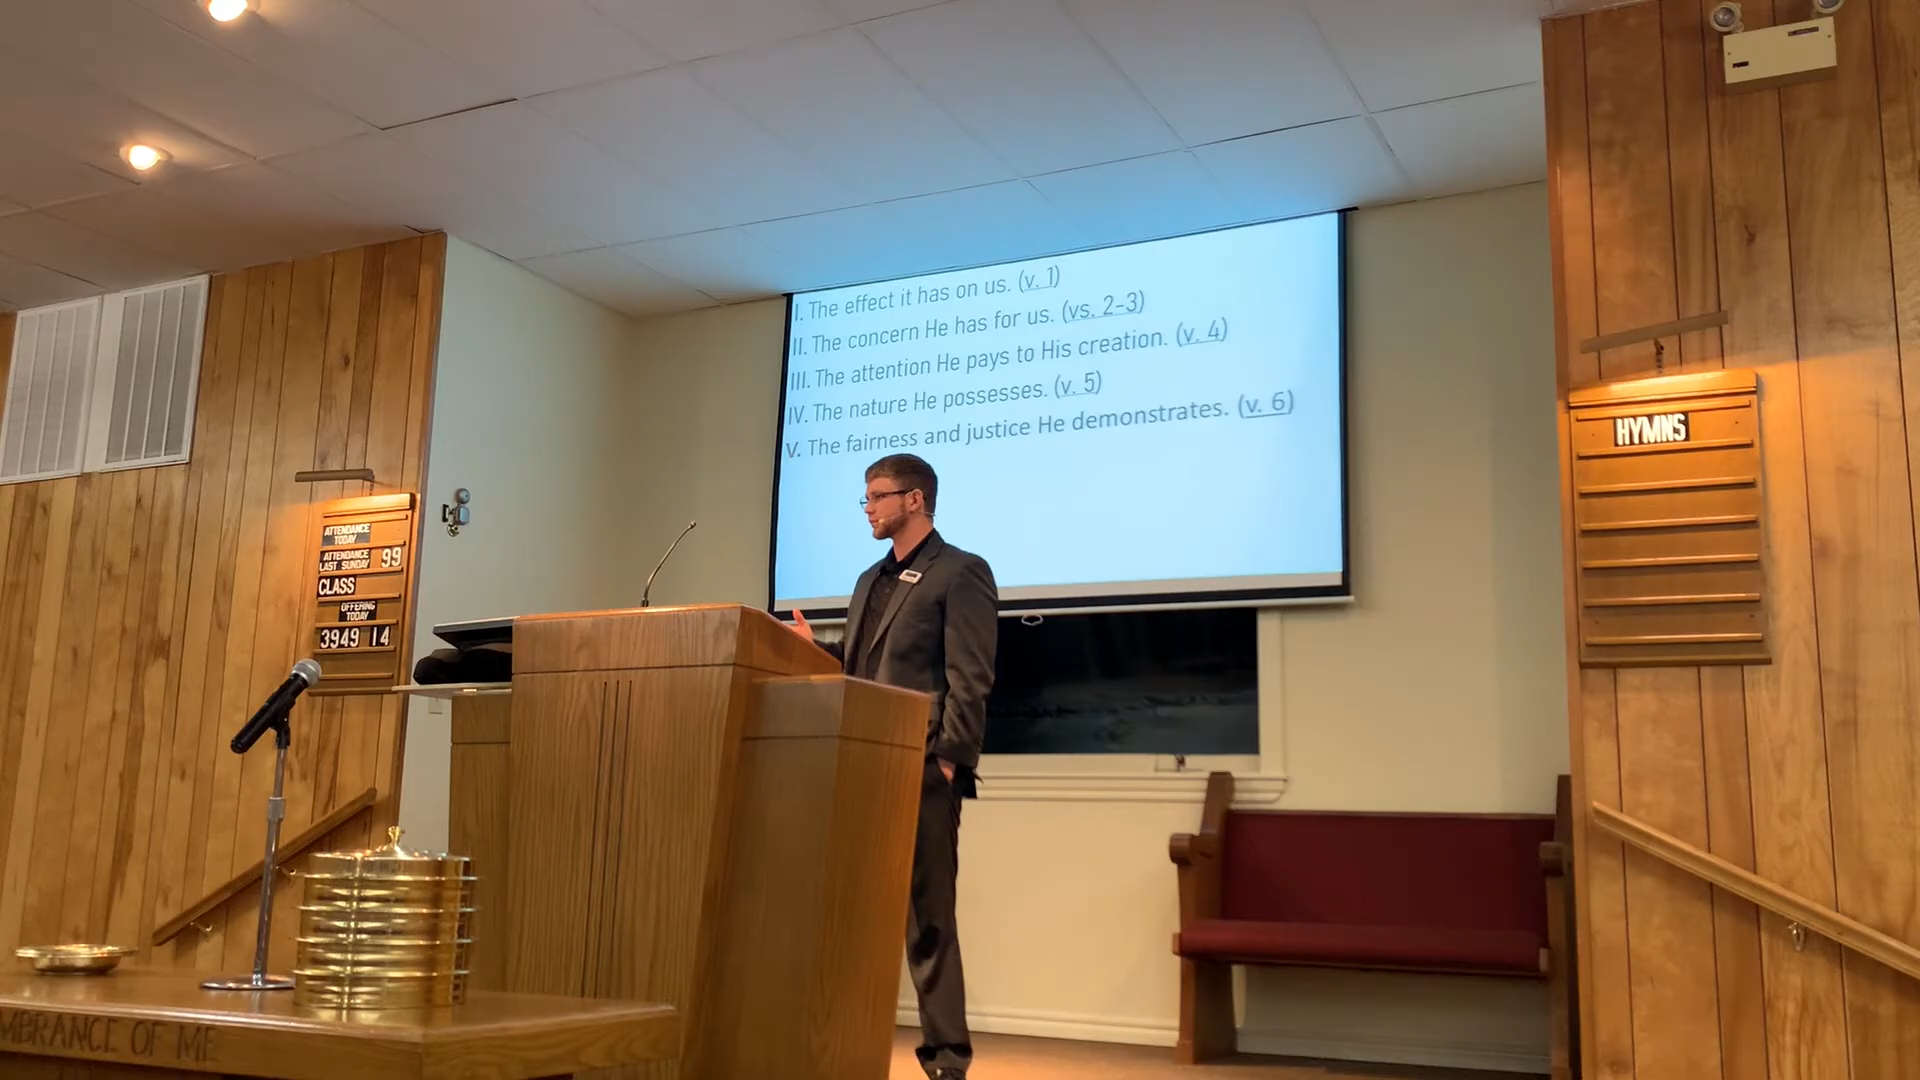 I. The effect it has on us. (v. 1)
II. The concern He has for us. (vs. 2-3)
III. The attention He pays to His creation. (v. 4)
IV. The nature He possesses. (v. 5)
V. The fairness and justice He demonstrates. (v. 6)
HYMNS
ATTENDANCE
TODAY
ATTENDANCE
LAST SUNDAY 99
CLASS
OFFERING
TODAY
3949 14
OF ME